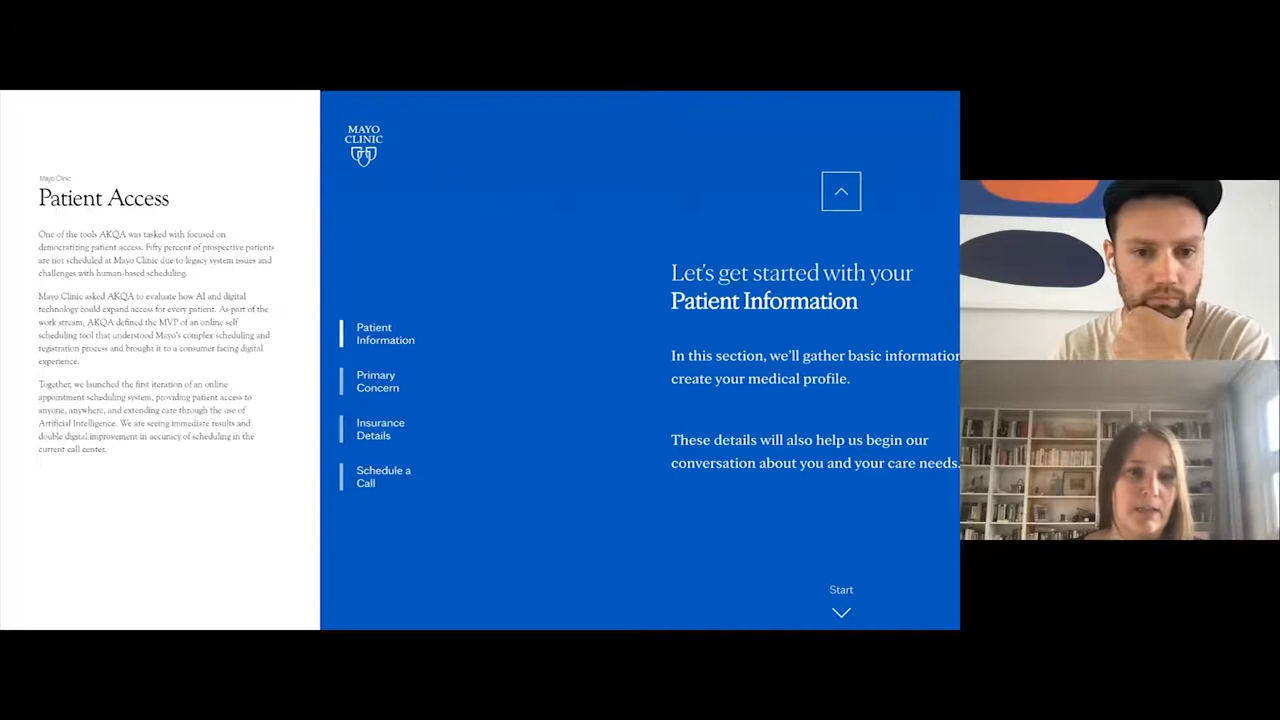 Mayo Clinic
Patient Access
One of the tools AKQA was tasked with focused on
democratizing patient access. Fifty percent of prospective patients
are not scheduled at Mayo Clinic due to legacy system issues and
challenges with human-based scheduling.
Mayo Clinic asked AKQA to evaluate how AI and digital
technology could expand access for every patient. As part of the
work stream, AKQA defined the MVP of an online self
scheduling tool that understood Mayo's complex scheduling and
registration process and brought it to a consumer facing digital
experience.
Together, we launched the first iteration of an online
appointment scheduling system, providing patient access to
anyone, anywhere, and extending care through the use of
Artificial Intelligence. We are seeing immediate results and
double digital improvement in accuracy of scheduling in the
current call center.
MAYO
CLINIC
Patient
Information
Primary
Concern
Insurance
Details
Schedule a
Call
Let's get started with your
Patient Information
In this section, we'll gather basic information
create your medical profile.
These details will also help us begin our
conversation about you and your care needs.
Start